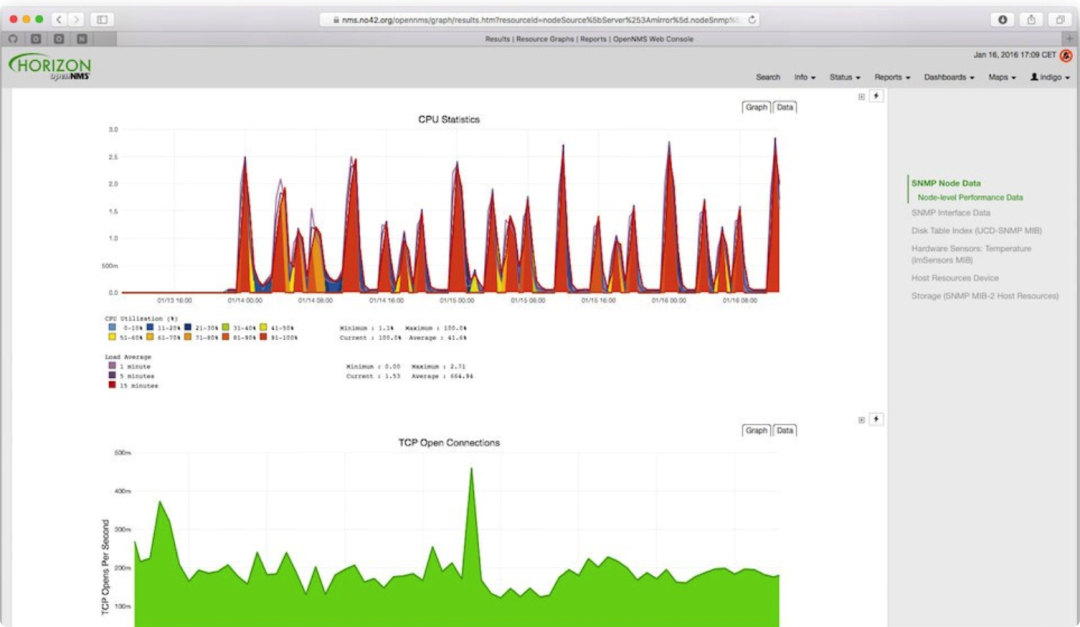 nms.no42.org/opennms/graph/results.htm?resourceId=nodeSource%5bServer%253Amirror%5d.nodeSnmp%
Results | Resource Graphs | Reports | OpenNMS Web Console
HORIZON
openNMS
Jan 16, 2016 17:09 CET
Search Info Status Reports Dashboards Maps indigo
Graph Data
CPU Statistics
3.0
2.5
2.0
1.5
1.0
500m
0.0
01/13 16:00 01/14 00:00 01/14 08:00 01/14 16:00 01/15 00:00 01/15 08:00 01/15 16:00 01/16 00:00 01/16 08:00
CPU Utilization (%)
0-10% 11-20% 21-30% 31-40% 41-50% Minimum : 1.1% Maximum : 100.0%
51-60% 61-70% 71-80% 81-90% 91-100% Current : 100.0% Average : 41.6%
Load Average
1 minute Minimum : 0.00 Maximum : 2.71
5 minutes Current : 1.53 Average : 664.94
15 minutes
SNMP Node Data
Node-level Performance Data
SNMP Interface Data
Disk Table Index (UCD-SNMP MIB)
Hardware Sensors: Temperature
(lmSensors MIB)
Host Resources Device
Storage (SNMP MIB-2 Host Resources)
Graph Data
TCP Open Connections
500m
400m
300m
200m
100m
TCP Opens Per Second